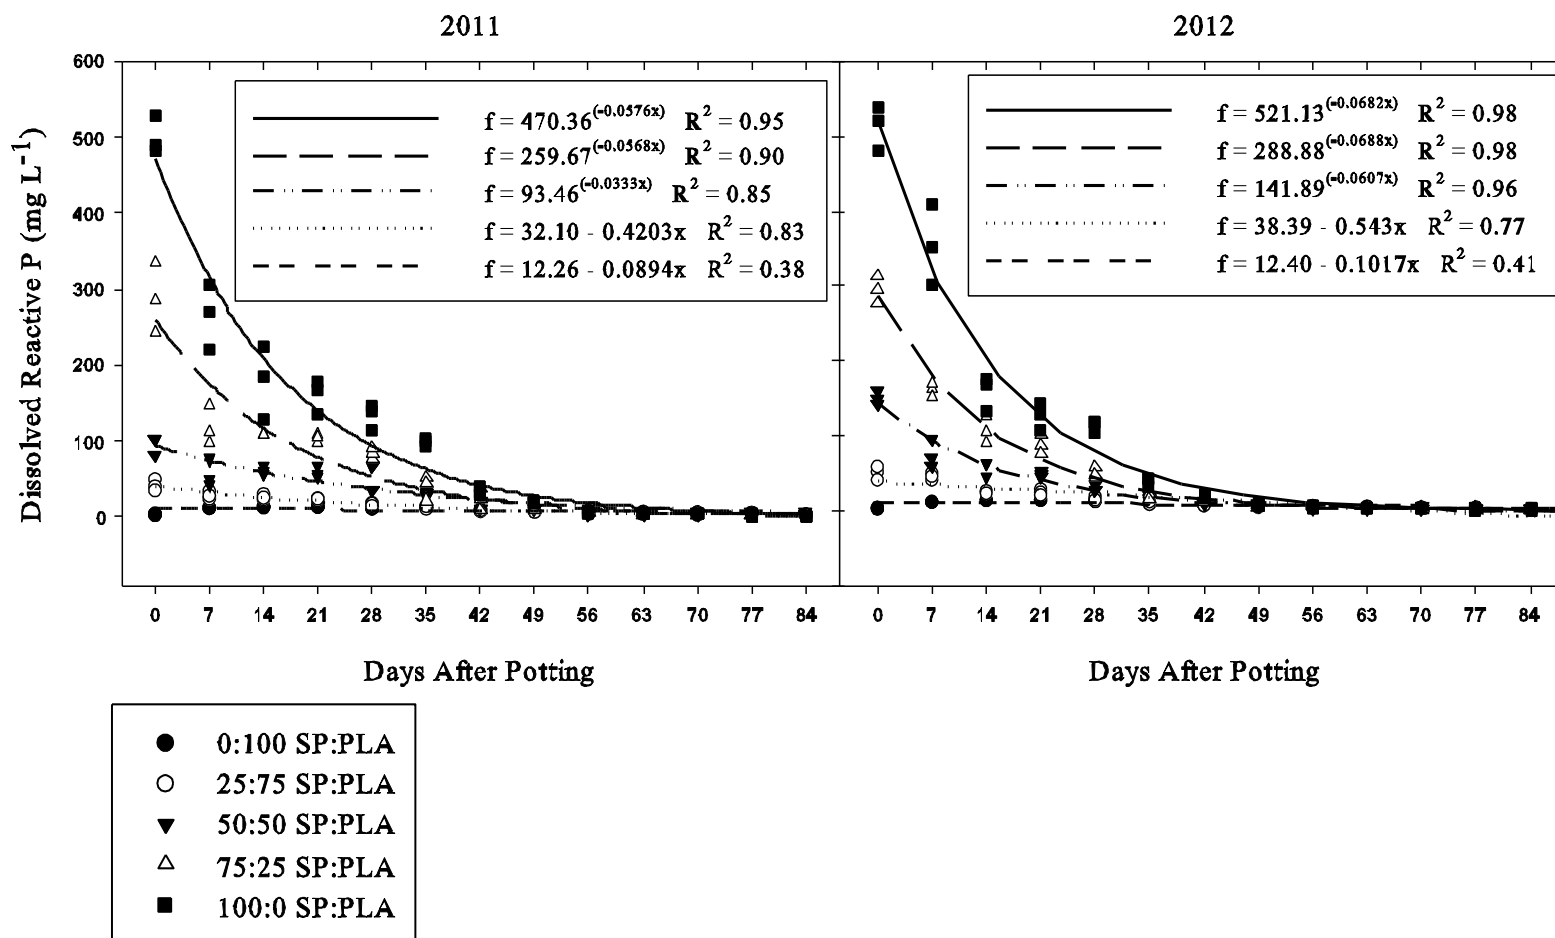 2011
2012
600
500
400
300
200
100
0
Dissolved Reactive P (mg L⁻¹)
f = 470.36⁽⁻⁰·⁰⁵⁷⁶ˣ⁾ R² = 0.95
f = 259.67⁽⁻⁰·⁰⁵⁶⁸ˣ⁾ R² = 0.90
f = 93.46⁽⁻⁰·⁰³³³ˣ⁾ R² = 0.85
f = 32.10 - 0.4203x R² = 0.83
f = 12.26 - 0.0894x R² = 0.38
f = 521.13⁽⁻⁰·⁰⁶⁸²ˣ⁾ R² = 0.98
f = 288.88⁽⁻⁰·⁰⁶⁸⁸ˣ⁾ R² = 0.98
f = 141.89⁽⁻⁰·⁰⁶⁰⁷ˣ⁾ R² = 0.96
f = 38.39 - 0.543x R² = 0.77
f = 12.40 - 0.1017x R² = 0.41
0 7 14 21 28 35 42 49 56 63 70 77 84
0 7 14 21 28 35 42 49 56 63 70 77 84
Days After Potting
Days After Potting
0:100 SP:PLA
25:75 SP:PLA
50:50 SP:PLA
75:25 SP:PLA
100:0 SP:PLA